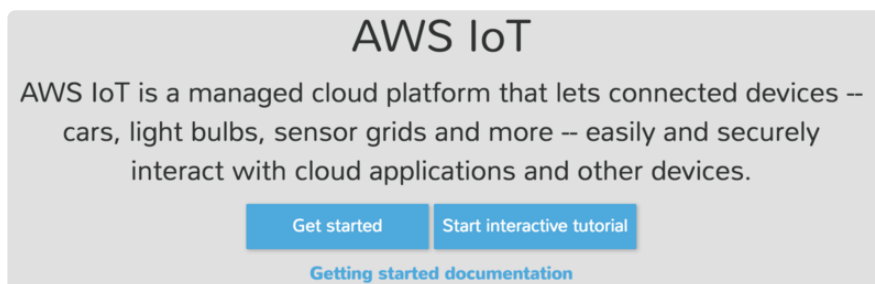 AWS IoT
AWS IoT is a managed cloud platform that lets connected devices --
cars, light bulbs, sensor grids and more -- easily and securely
interact with cloud applications and other devices.
Get started
Start interactive tutorial
Getting started documentation